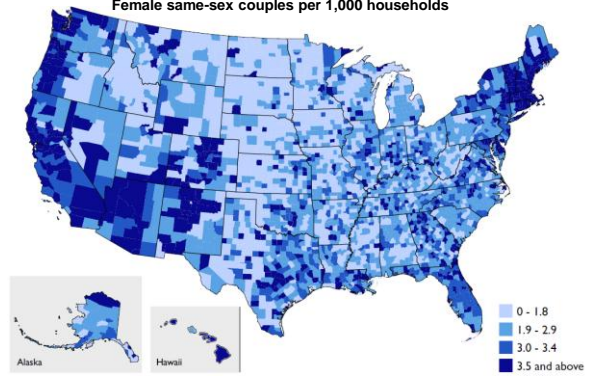 Female same-sex couples per 1,000 households
0 - 1.8
1.9 - 2.9
3.0 - 3.4
3.5 and above
Alaska
Hawaii